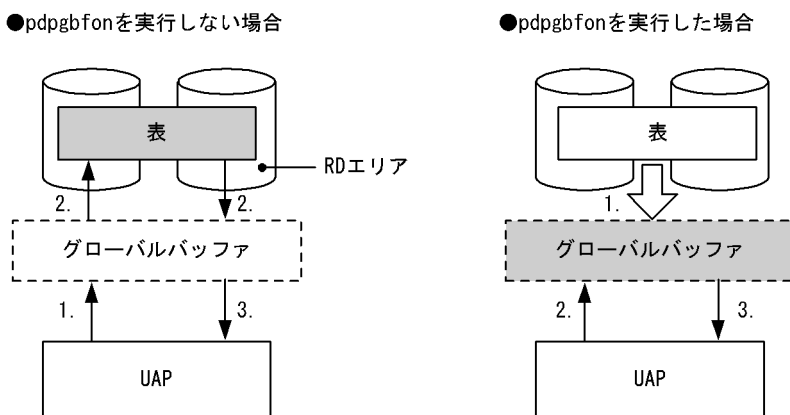 ●pdpgbfonを実行しない場合
表
RDエリア
2.
2.
グローバルバッファ
1.
3.
UAP
●pdpgbfonを実行した場合
表
1.
グローバルバッファ
2.
3.
UAP